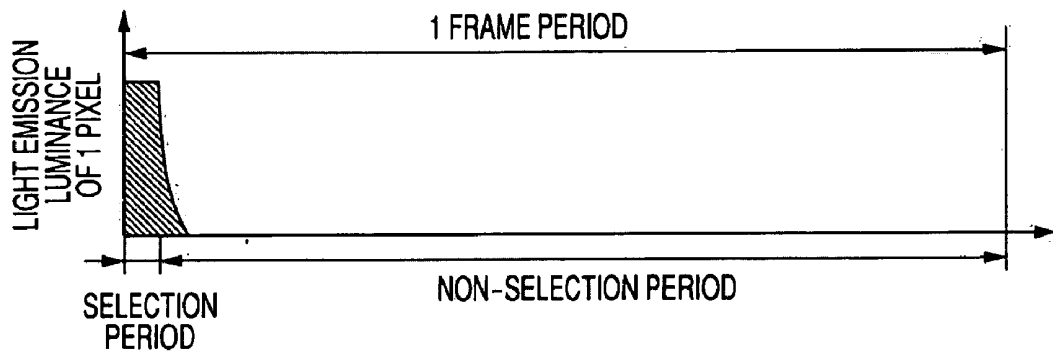 1 FRAME PERIOD
LIGHT EMISSION
LUMINANCE
OF 1 PIXEL
NON-SELECTION PERIOD
SELECTION
PERIOD